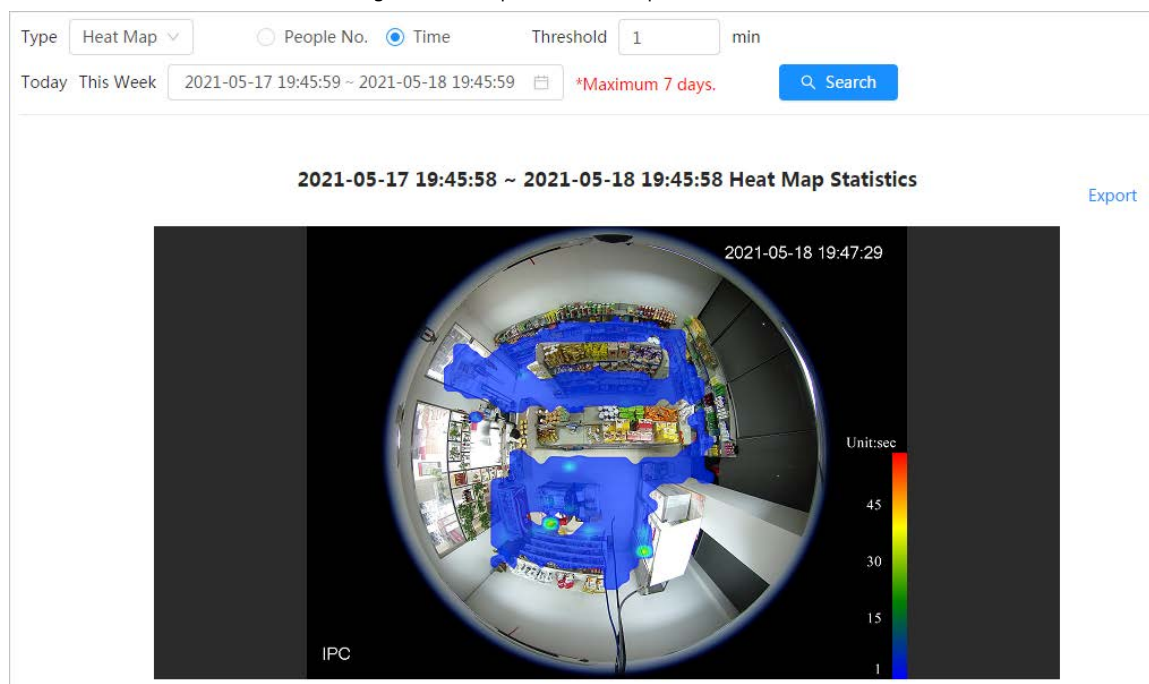 Type Heat Map People No. Time Threshold 1 min
Today This Week 2021-05-17 19:45:59 ~ 2021-05-18 19:45:59 *Maximum 7 days. Search
2021-05-17 19:45:58 ~ 2021-05-18 19:45:58 Heat Map Statistics
Export
2021-05-18 19:47:29
Unit:sec
45
30
15
1
IPC